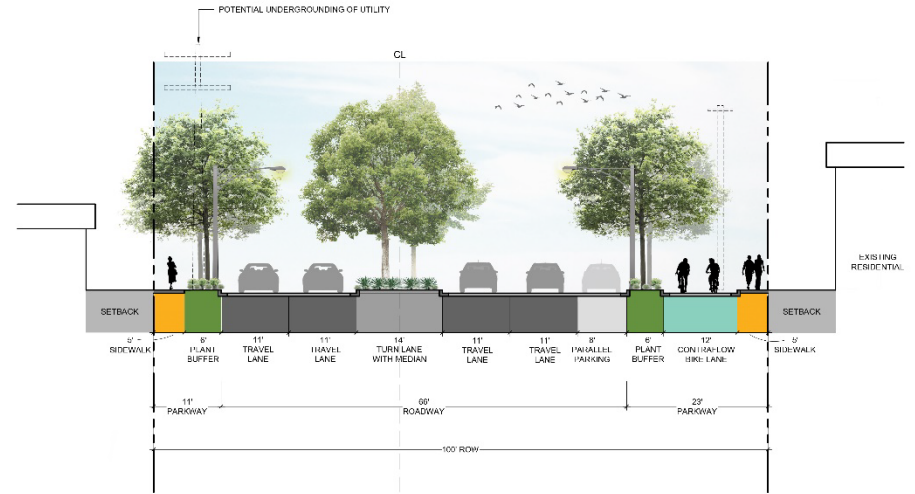 POTENTIAL UNDERGROUNDING OF UTILITY
CL
EXISTING
RESIDENTIAL
SETBACK
SETBACK
5'
SIDEWALK
6'
PLANT
BUFFER
11'
TRAVEL
LANE
11'
TRAVEL
LANE
14'
TURN LANE
WITH MEDIAN
11'
TRAVEL
LANE
11'
TRAVEL
LANE
8'
PARALLEL
PARKING
6'
PLANT
BUFFER
12'
CONTRAFLOW
BIKE LANE
5'
SIDEWALK
11'
PARKWAY
66'
ROADWAY
23'
PARKWAY
100' ROW